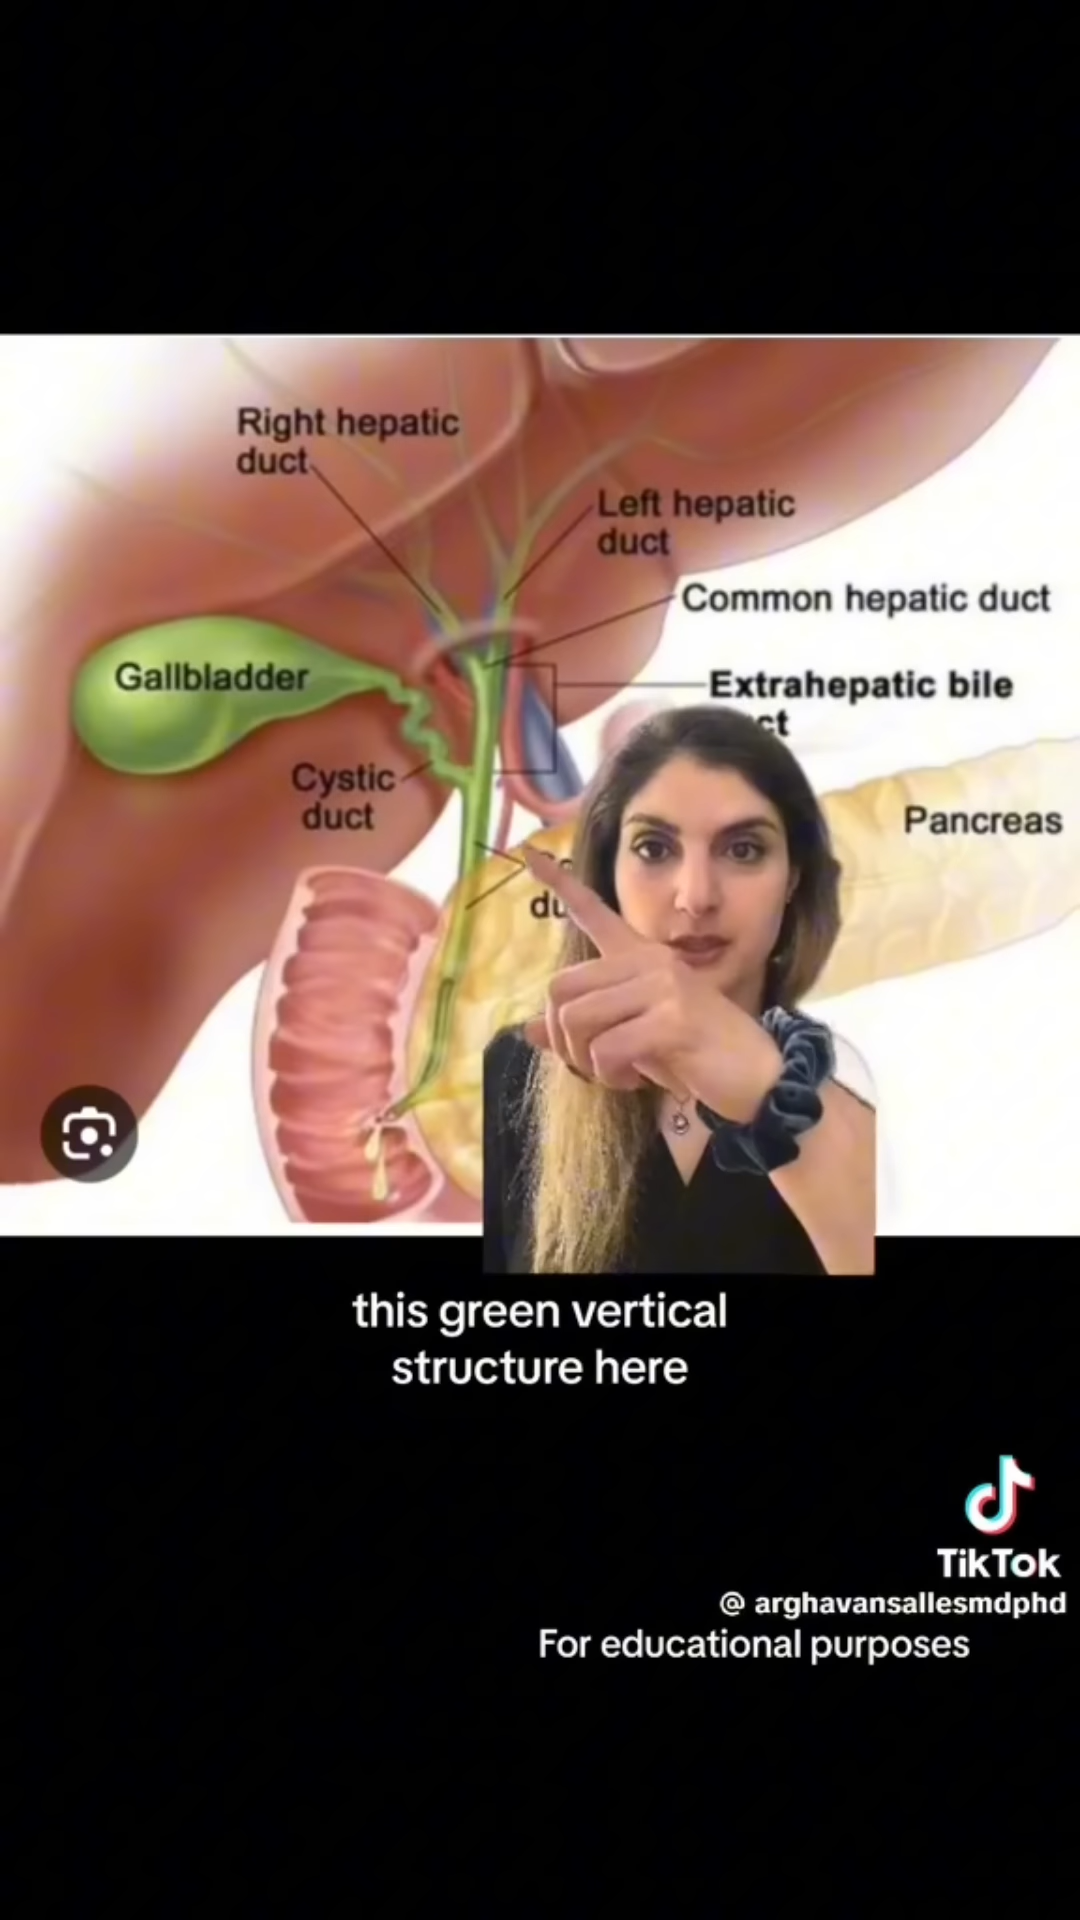 Right hepatic
duct
Left hepatic
duct
Common hepatic duct
Gallbladder
Extrahepatic bile
Cystic
duct
Pancreas
this green vertical
structure here
TikTok
@ arghavansallesmdphd
For educational purposes